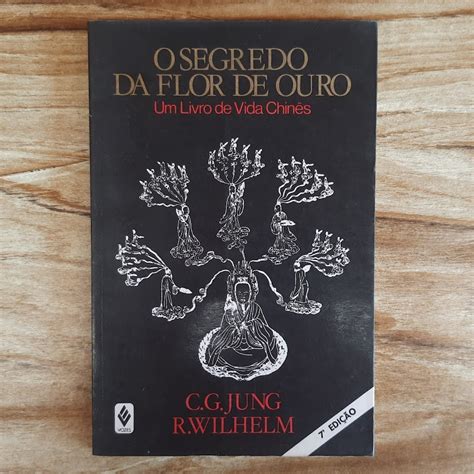 O SEGREDO
DA FLOR DE OURO
Um Livro de Vida Chinês
C.G. JUNG
R. WILHELM
7ª EDIÇÃO
VOZES